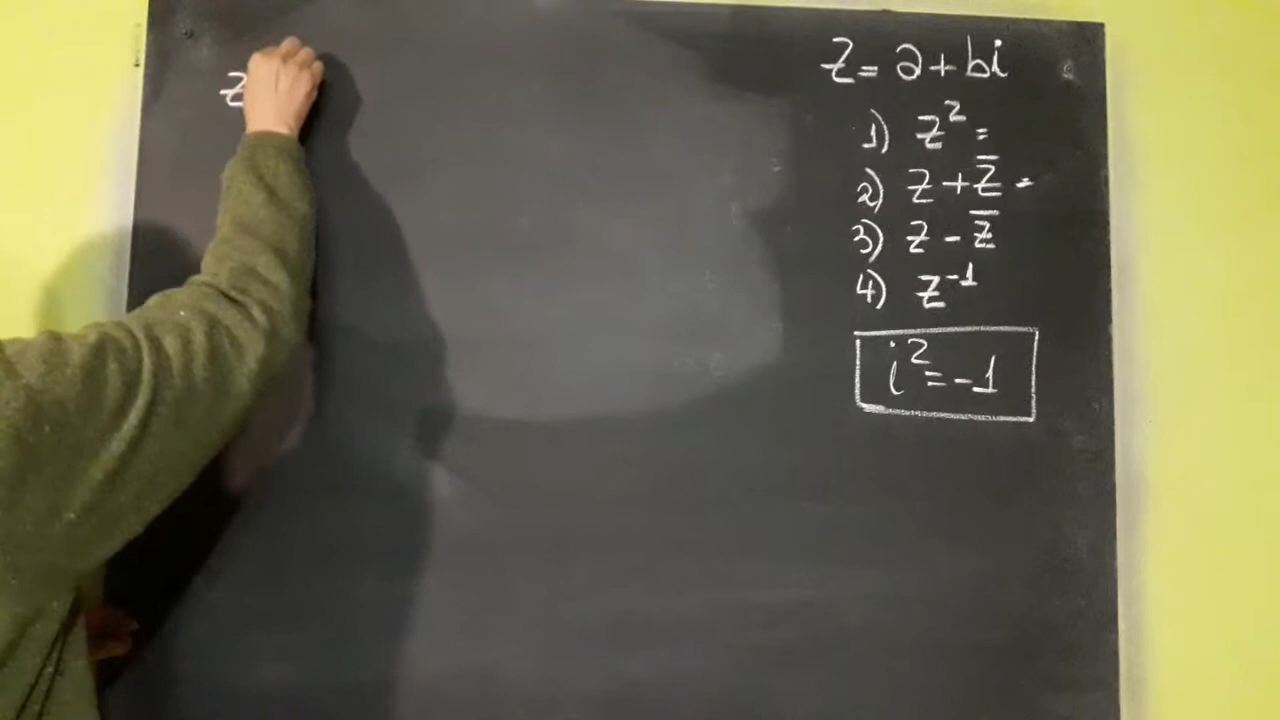 z
z = a + bi
1) z² =
2) z + z̅ =
3) z - z̅
4) z⁻¹
i² = -1